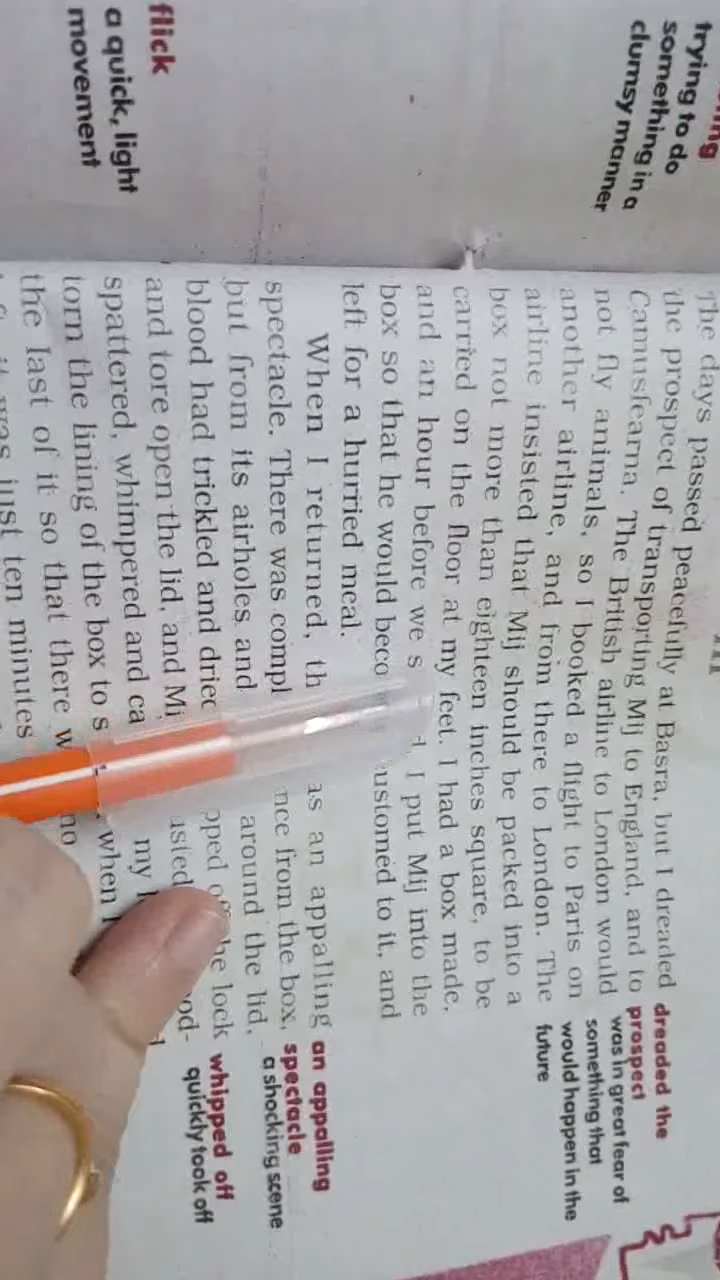 trying to do
something in a
clumsy manner
flick
a quick, light
movement
The days passed peacefully at Basra, but I dreaded
the prospect of transporting Mij to England, and to
Camusfearna. The British airline to London would
not fly animals, so I booked a flight to Paris on
another airline, and from there to London. The
airline insisted that Mij should be packed into a
box not more than eighteen inches square, to be
carried on the floor at my feet. I had a box made,
and an hour before we I put Mij into the
box so that he would and
left for a hurried meal.
When I returned, as an appalling
spectacle. There was from the box,
but from its airholes and around the lid,
blood had trickled and the lock
and tore open the lid, and
spattered, whimpered and my
torn the lining of the box to when
the last of it so that there no
it was just ten minutes
dreaded the
prospect
was in great fear of
something that
would happen in the
future
an appalling
spectacle
a shocking scene
whipped off
quickly took off